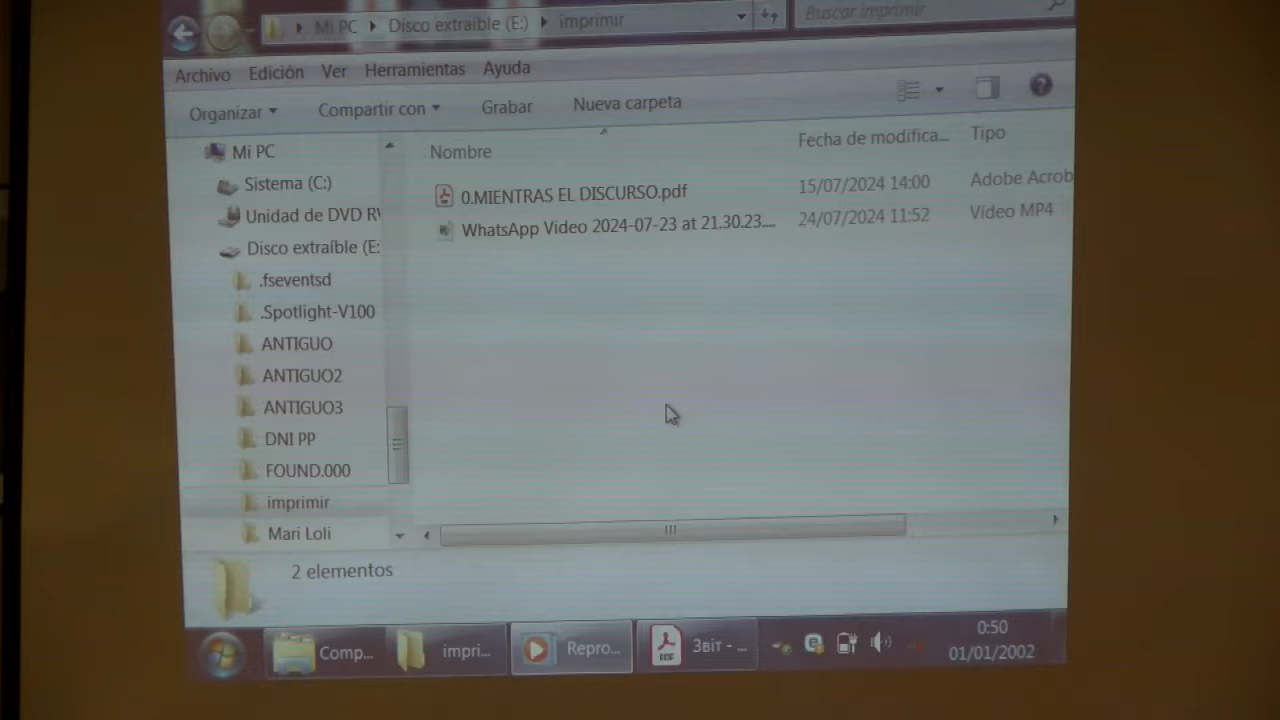 Mi PC Disco extraíble (E:) imprimir Buscar imprimir
Archivo Edición Ver Herramientas Ayuda
Organizar Compartir con Grabar Nueva carpeta
Nombre Fecha de modifica... Tipo
0.MIENTRAS EL DISCURSO.pdf 15/07/2024 14:00 Adobe Acrob
WhatsApp Video 2024-07-23 at 21.30.23.... 24/07/2024 11:52 Vídeo MP4
Mi PC
Sistema (C:)
Unidad de DVD RW
Disco extraíble (E:
.fseventsd
.Spotlight-V100
ANTIGUO
ANTIGUO2
ANTIGUO3
DNI PP
FOUND.000
imprimir
Mari Loli
2 elementos
Comp... impri... Repro... PDF Звіт - ... 0:50
01/01/2002